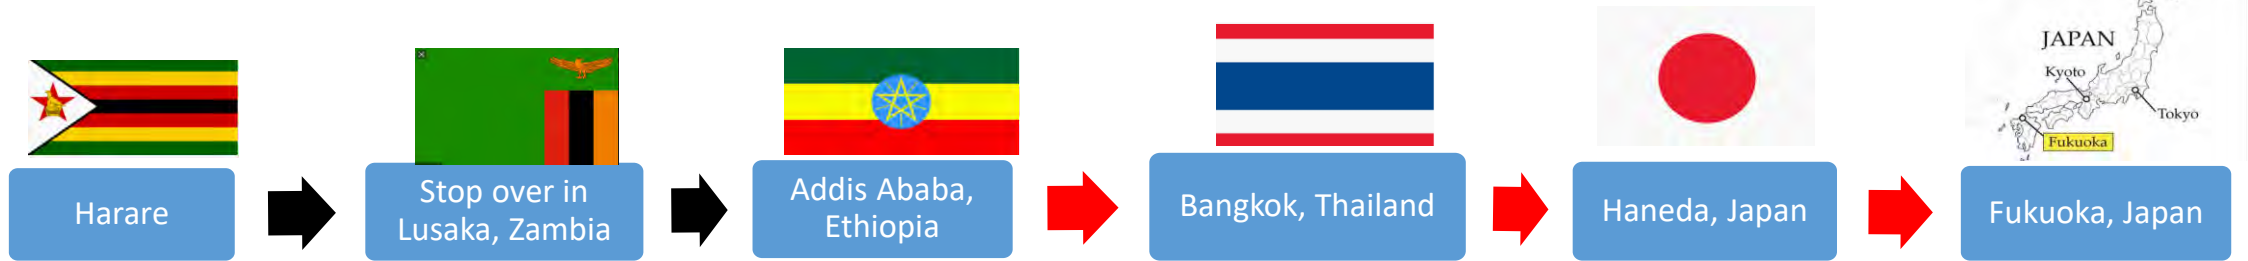 JAPAN
Kyoto
Tokyo
Fukuoka
Harare
Stop over in
Lusaka, Zambia
Addis Ababa,
Ethiopia
Bangkok, Thailand
Haneda, Japan
Fukuoka, Japan